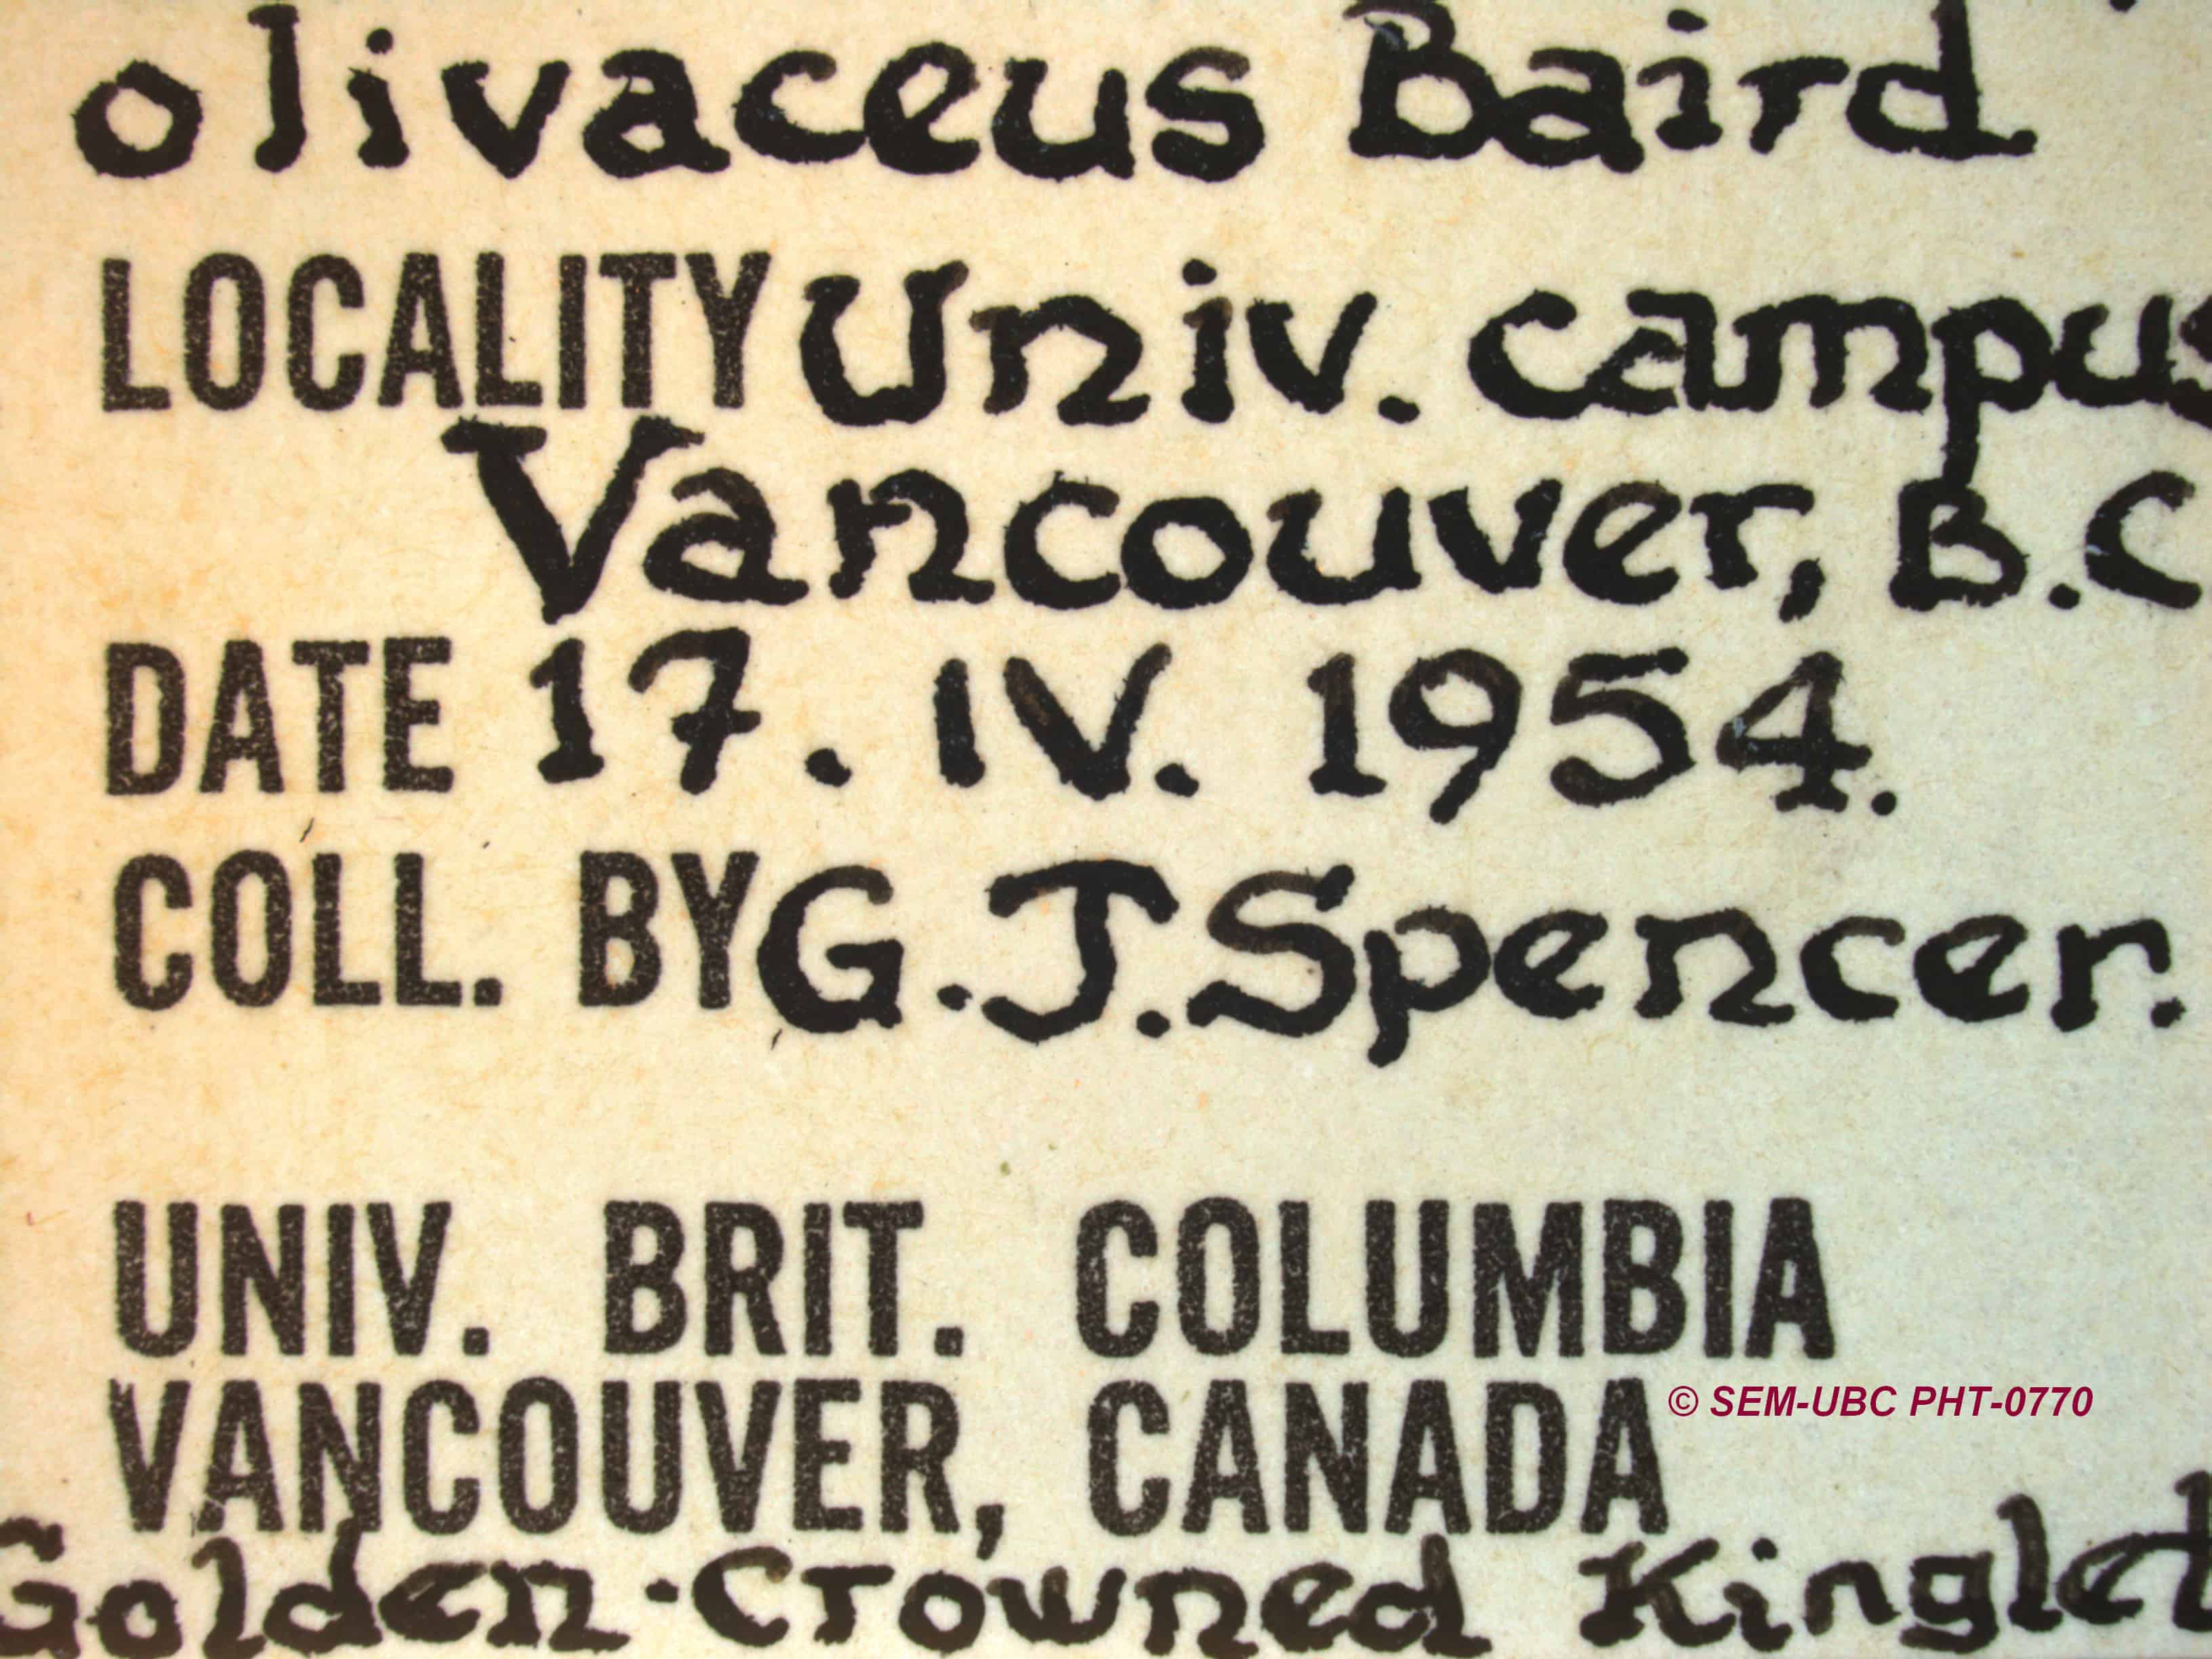 olivaceus Baird
LOCALITY Univ. campus
Vancouver, B.C
DATE 17. IV. 1954.
COLL. BY G.J.Spencer.
UNIV. BRIT. COLUMBIA
VANCOUVER, CANADA
© SEM-UBC PHT-0770
Golden-Crowned Kinglet